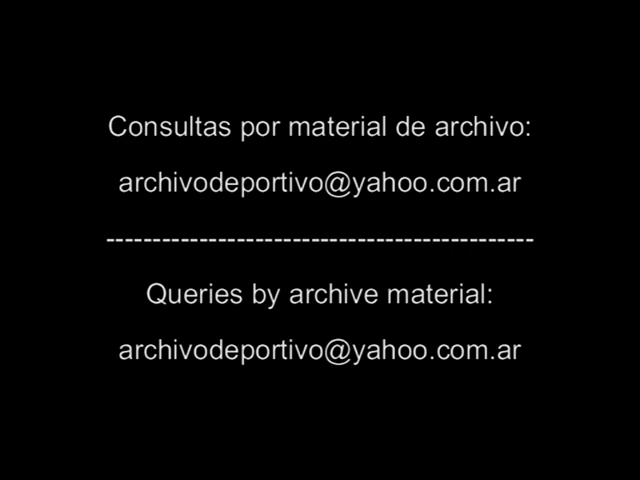 Consultas por material de archivo:
archivodeportivo@yahoo.com.ar
----------------------------------------------
Queries by archive material:
archivodeportivo@yahoo.com.ar